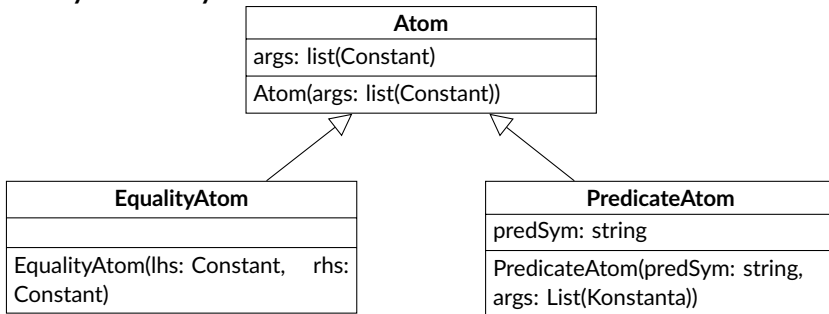 Atom
args: list(Constant)
Atom(args: list(Constant))
EqualityAtom
EqualityAtom(lhs: Constant, rhs:
Constant)
PredicateAtom
predSym: string
PredicateAtom(predSym: string,
args: List(Konstanta))